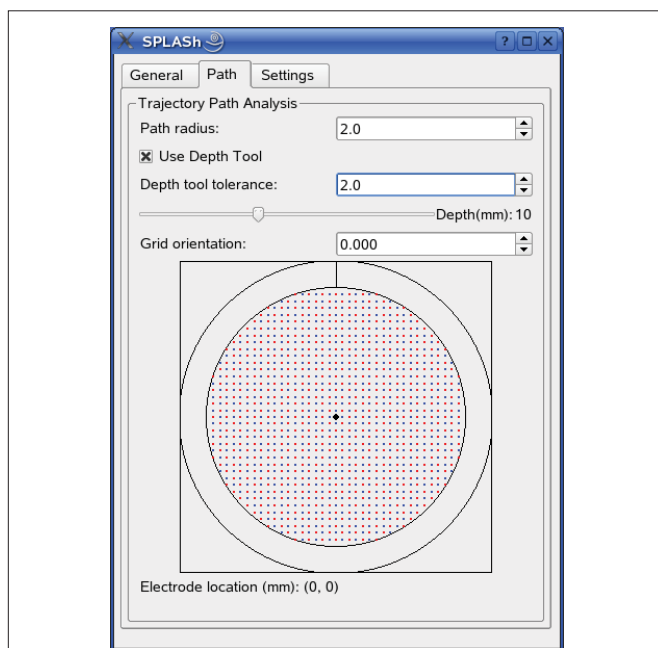 SPLASh
General Path Settings
Trajectory Path Analysis
Path radius: 2.0
Use Depth Tool
Depth tool tolerance: 2.0
Depth(mm): 10
Grid orientation: 0.000
Electrode location (mm): (0, 0)